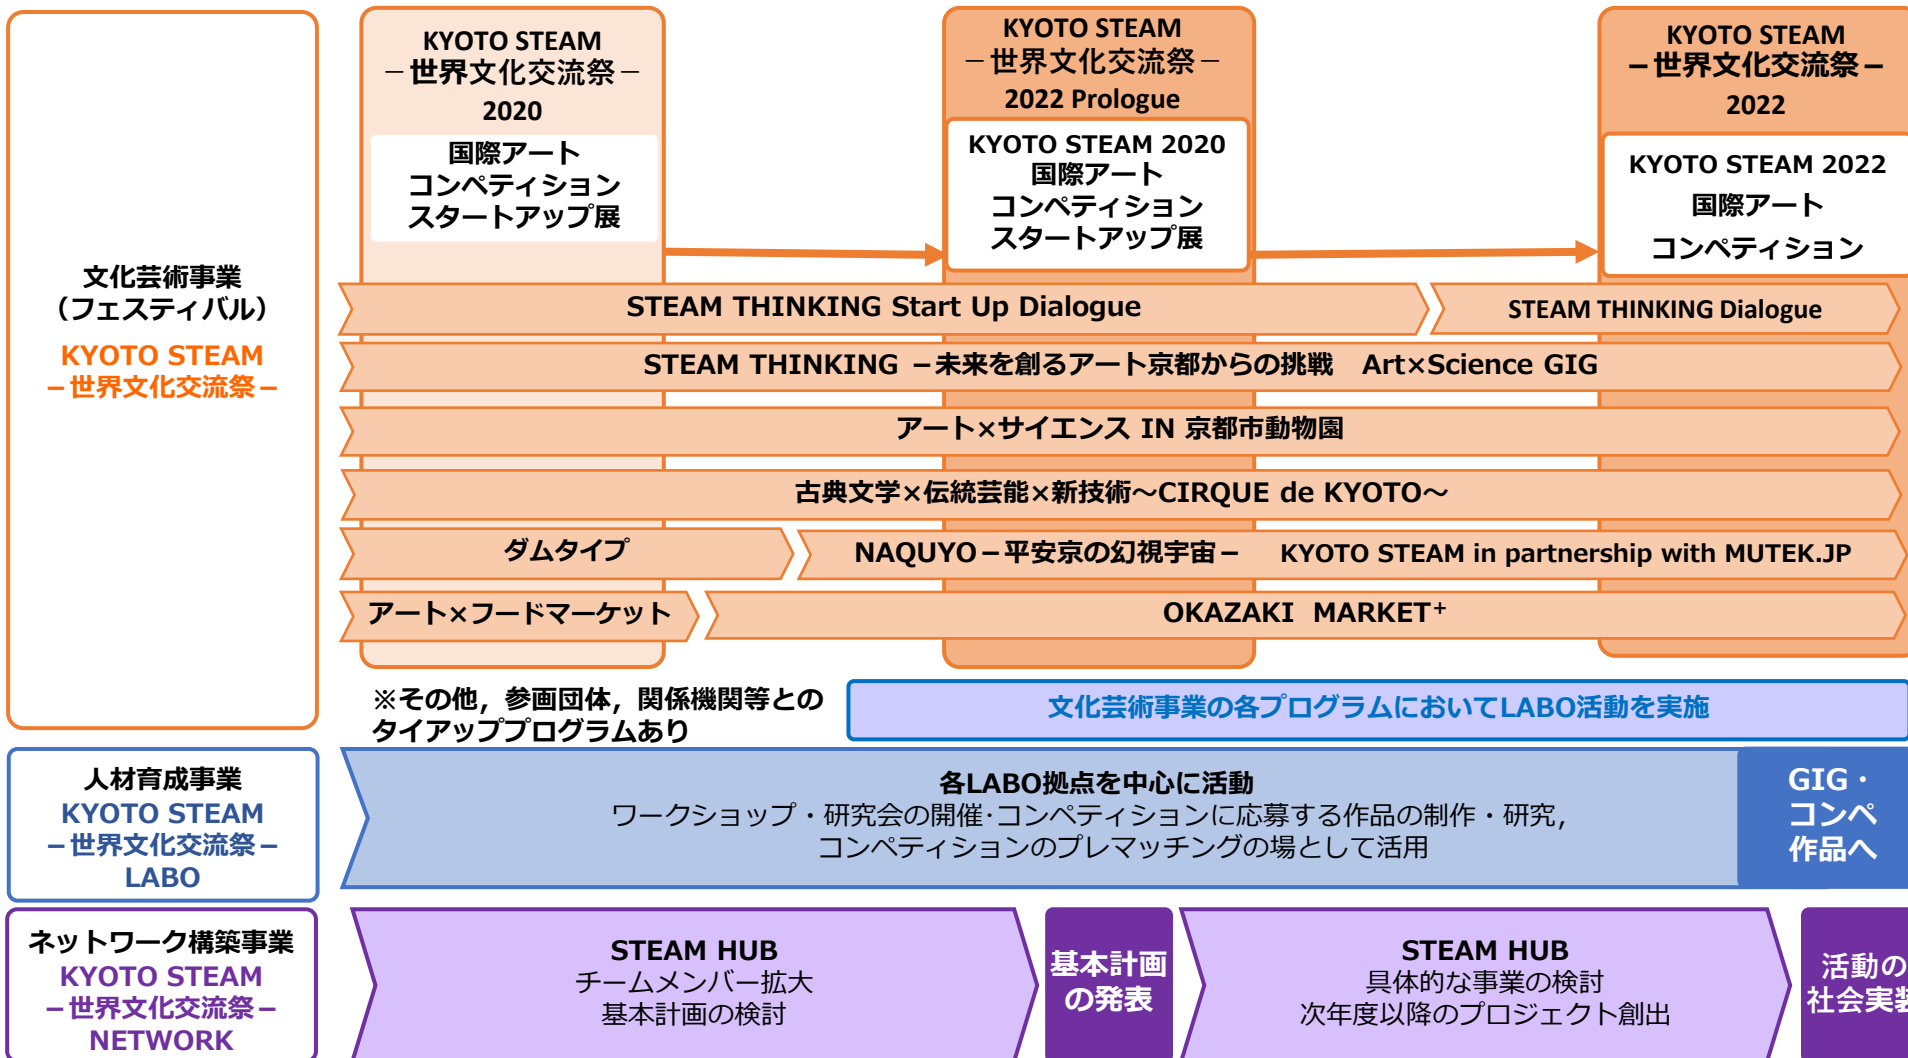 KYOTO STEAM
－世界文化交流祭－
2020
国際アート
コンペティション
スタートアップ展
KYOTO STEAM
－世界文化交流祭－
2022 Prologue
KYOTO STEAM 2020
国際アート
コンペティション
スタートアップ展
KYOTO STEAM
－世界文化交流祭－
2022
KYOTO STEAM 2022
国際アート
コンペティション
文化芸術事業
（フェスティバル）
KYOTO STEAM
－世界文化交流祭－
STEAM THINKING Start Up Dialogue
STEAM THINKING Dialogue
STEAM THINKING －未来を創るアート京都からの挑戦　Art×Science GIG
アート×サイエンス IN 京都市動物園
古典文学×伝統芸能×新技術～CIRQUE de KYOTO～
ダムタイプ
NAQUYO－平安京の幻視宇宙－　KYOTO STEAM in partnership with MUTEK.JP
アート×フードマーケット
OKAZAKI MARKET⁺
※その他，参画団体，関係機関等との
タイアッププログラムあり
文化芸術事業の各プログラムにおいてLABO活動を実施
人材育成事業
KYOTO STEAM
－世界文化交流祭－
LABO
各LABO拠点を中心に活動
ワークショップ・研究会の開催･コンペティションに応募する作品の制作・研究，
コンペティションのプレマッチングの場として活用
GIG・
コンペ
作品へ
ネットワーク構築事業
KYOTO STEAM
－世界文化交流祭－
NETWORK
STEAM HUB
チームメンバー拡大
基本計画の検討
基本計画
の発表
STEAM HUB
具体的な事業の検討
次年度以降のプロジェクト創出
活動の
社会実装